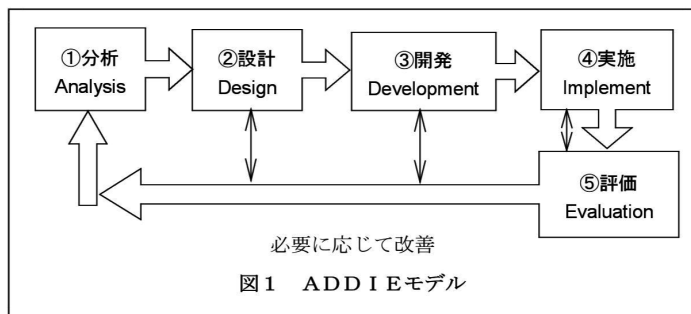 ①分析
Analysis
②設計
Design
③開発
Development
④実施
Implement
⑤評価
Evaluation
必要に応じて改善
図1 ADDIEモデル